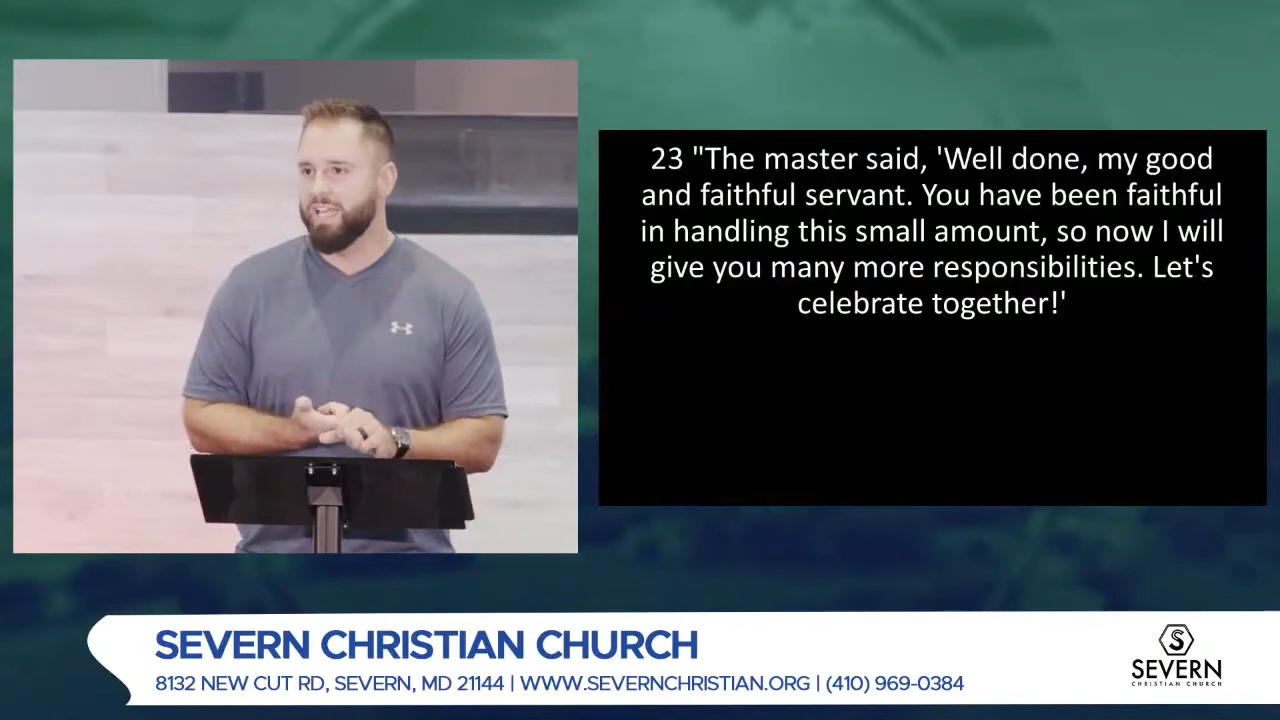 23 "The master said, 'Well done, my good
and faithful servant. You have been faithful
in handling this small amount, so now I will
give you many more responsibilities. Let's
celebrate together!'
SEVERN CHRISTIAN CHURCH
8132 NEW CUT RD, SEVERN, MD 21144 | WWW.SEVERNCHRISTIAN.ORG | (410) 969-0384
S
SEVERN
CHRISTIAN CHURCH